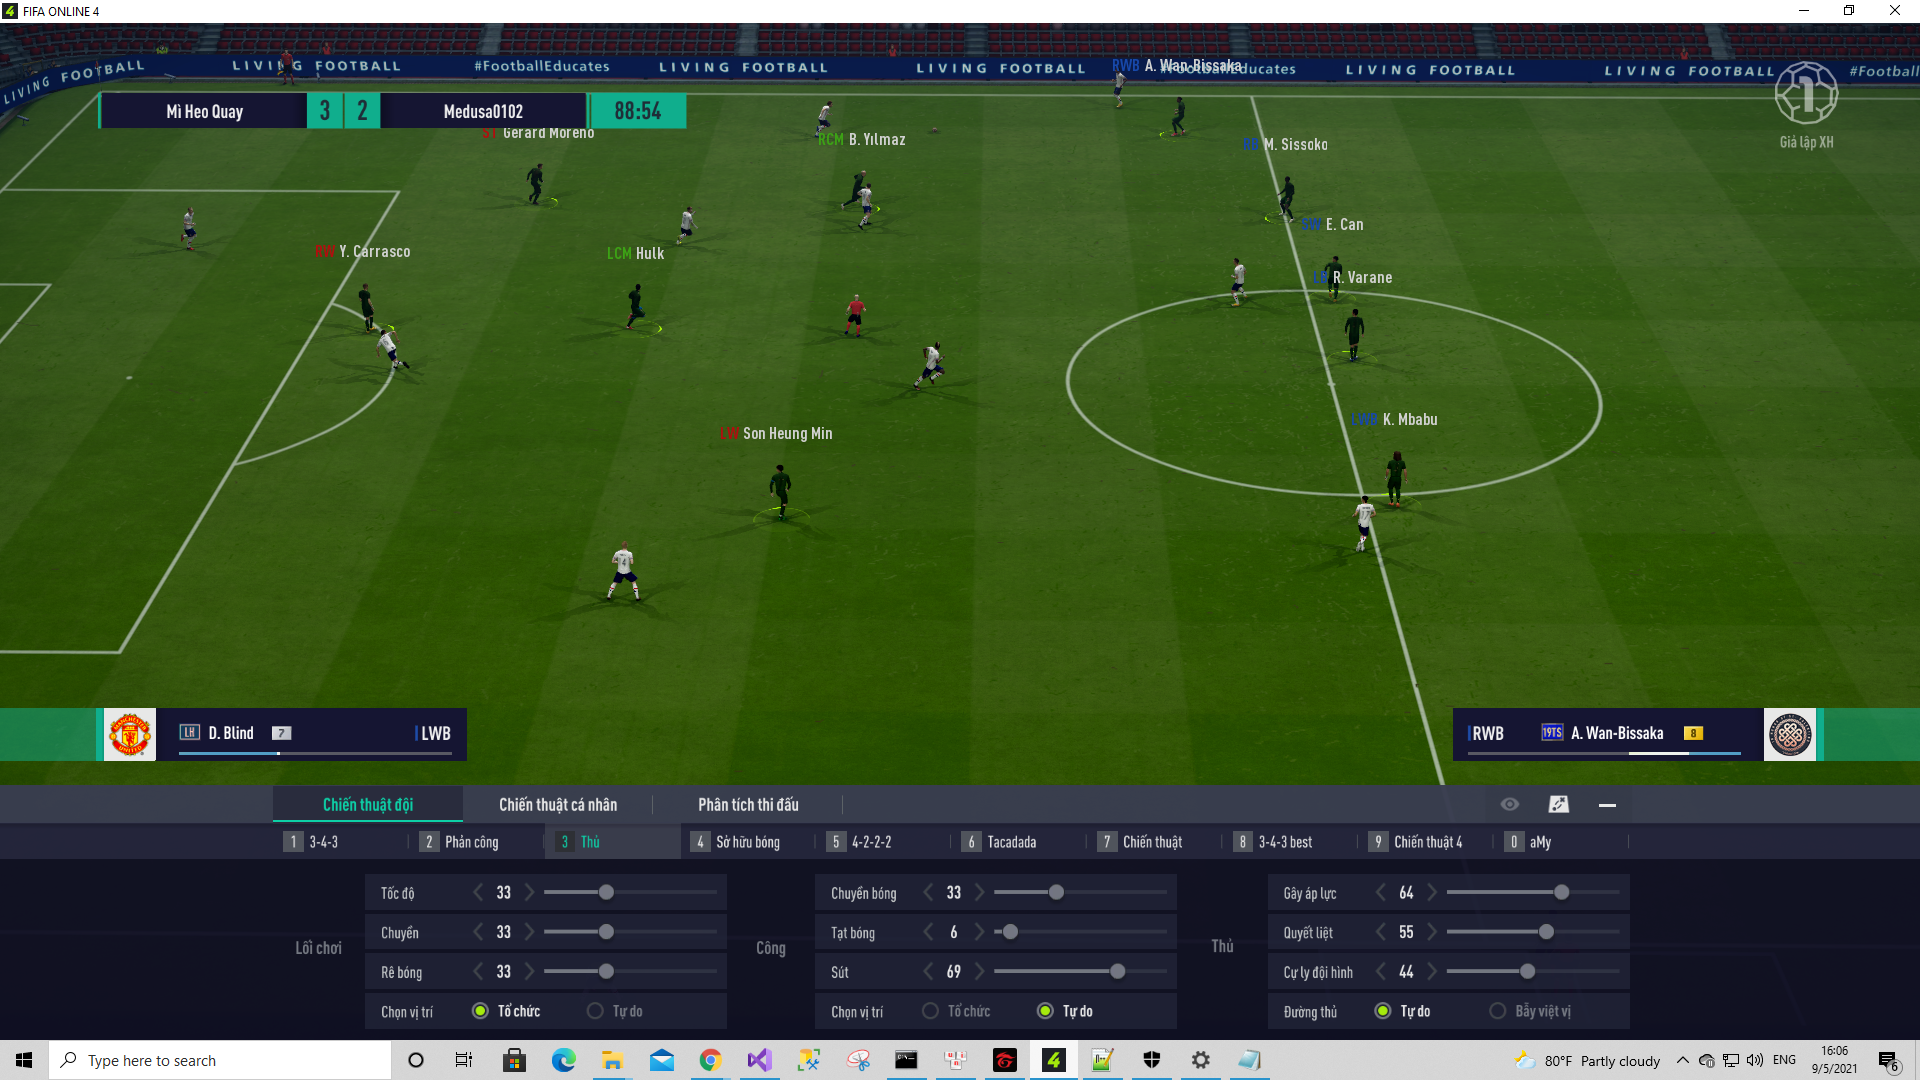 FIFA ONLINE 4
LIVING FOOTBALL
LIVING FOOTBALL
#FootballEducates
LIVING FOOTBALL
LIVING FOOTBALL
#FootballEducates
LIVING FOOTBALL
LIVING FOOTBALL
#Football
RWB A. Wan-Bissaka
Mì Heo Quay 3 2 Medusa0102 88:54
Giả lập XH
ST Gerard Moreno
RCM B. Yılmaz
RB M. Sissoko
SW E. Can
RW Y. Carrasco
LCM Hulk
LB R. Varane
LWB K. Mbabu
LW Son Heung Min
4
LH D. Blind 7 LWB
RWB 19TS A. Wan-Bissaka 8
Chiến thuật đội Chiến thuật cá nhân Phân tích thi đấu
1 3-4-3 2 Phản công 3 Thủ 4 Sở hữu bóng 5 4-2-2-2 6 Tacadada 7 Chiến thuật 8 3-4-3 best 9 Chiến thuật 4 0 aMy
Lối chơi
Tốc độ 33
Chuyền 33
Rê bóng 33
Chọn vị trí Tổ chức Tự do
Công
Chuyền bóng 33
Tạt bóng 6
Sút 69
Chọn vị trí Tổ chức Tự do
Thủ
Gây áp lực 64
Quyết liệt 55
Cự ly đội hình 44
Đường thủ Tự do Bẫy việt vị
Type here to search
80°F Partly cloudy
ENG
16:06
9/5/2021
6